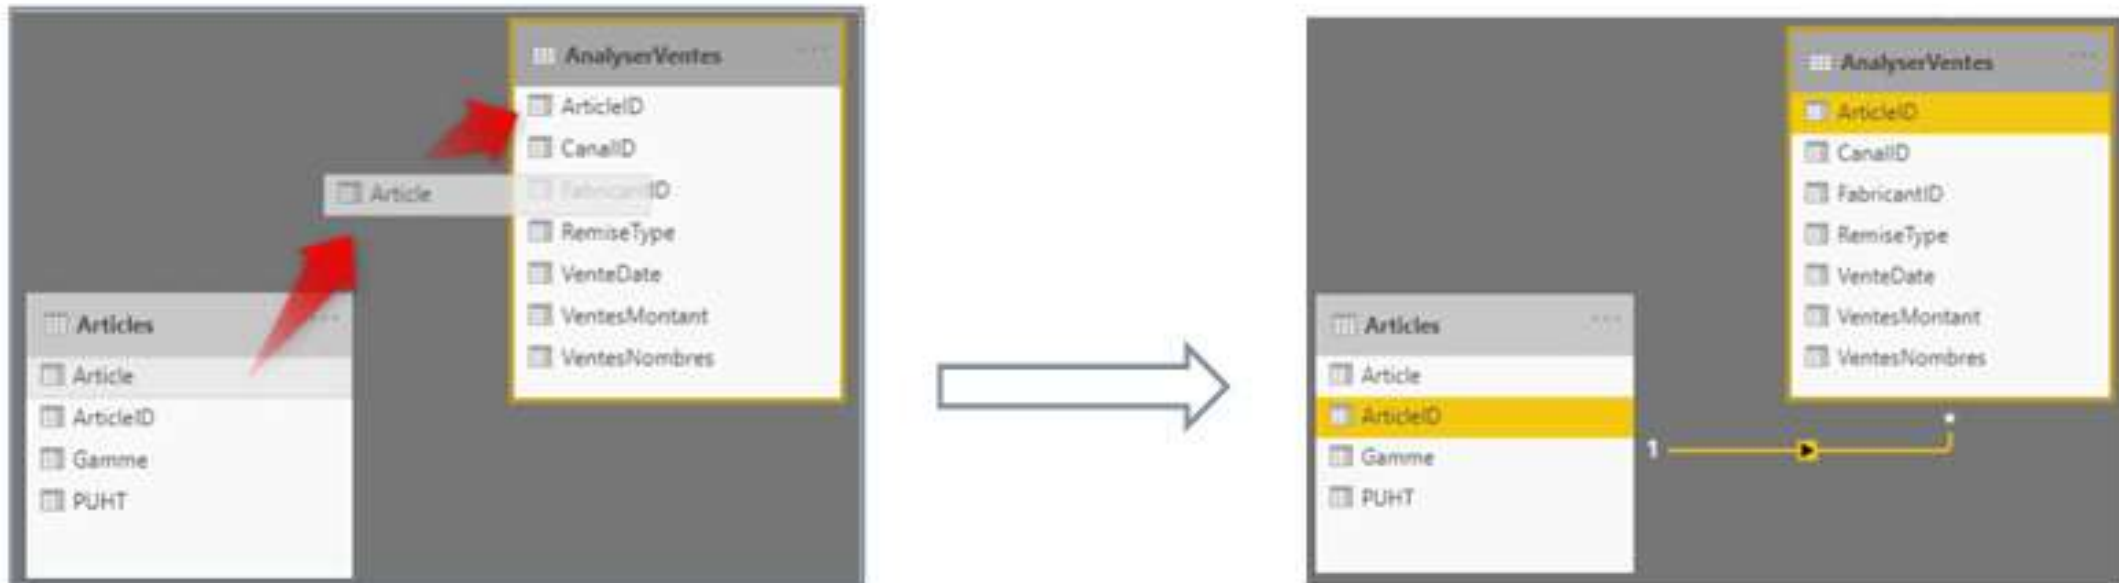 AnalyserVentes
ArticleID
CanalID
FabricantID
RemiseType
VenteDate
VentesMontant
VentesNombres
Article
Articles
Article
ArticleID
Gamme
PUHT
AnalyserVentes
ArticleID
CanalID
FabricantID
RemiseType
VenteDate
VentesMontant
VentesNombres
Articles
Article
ArticleID
Gamme
PUHT
1
*